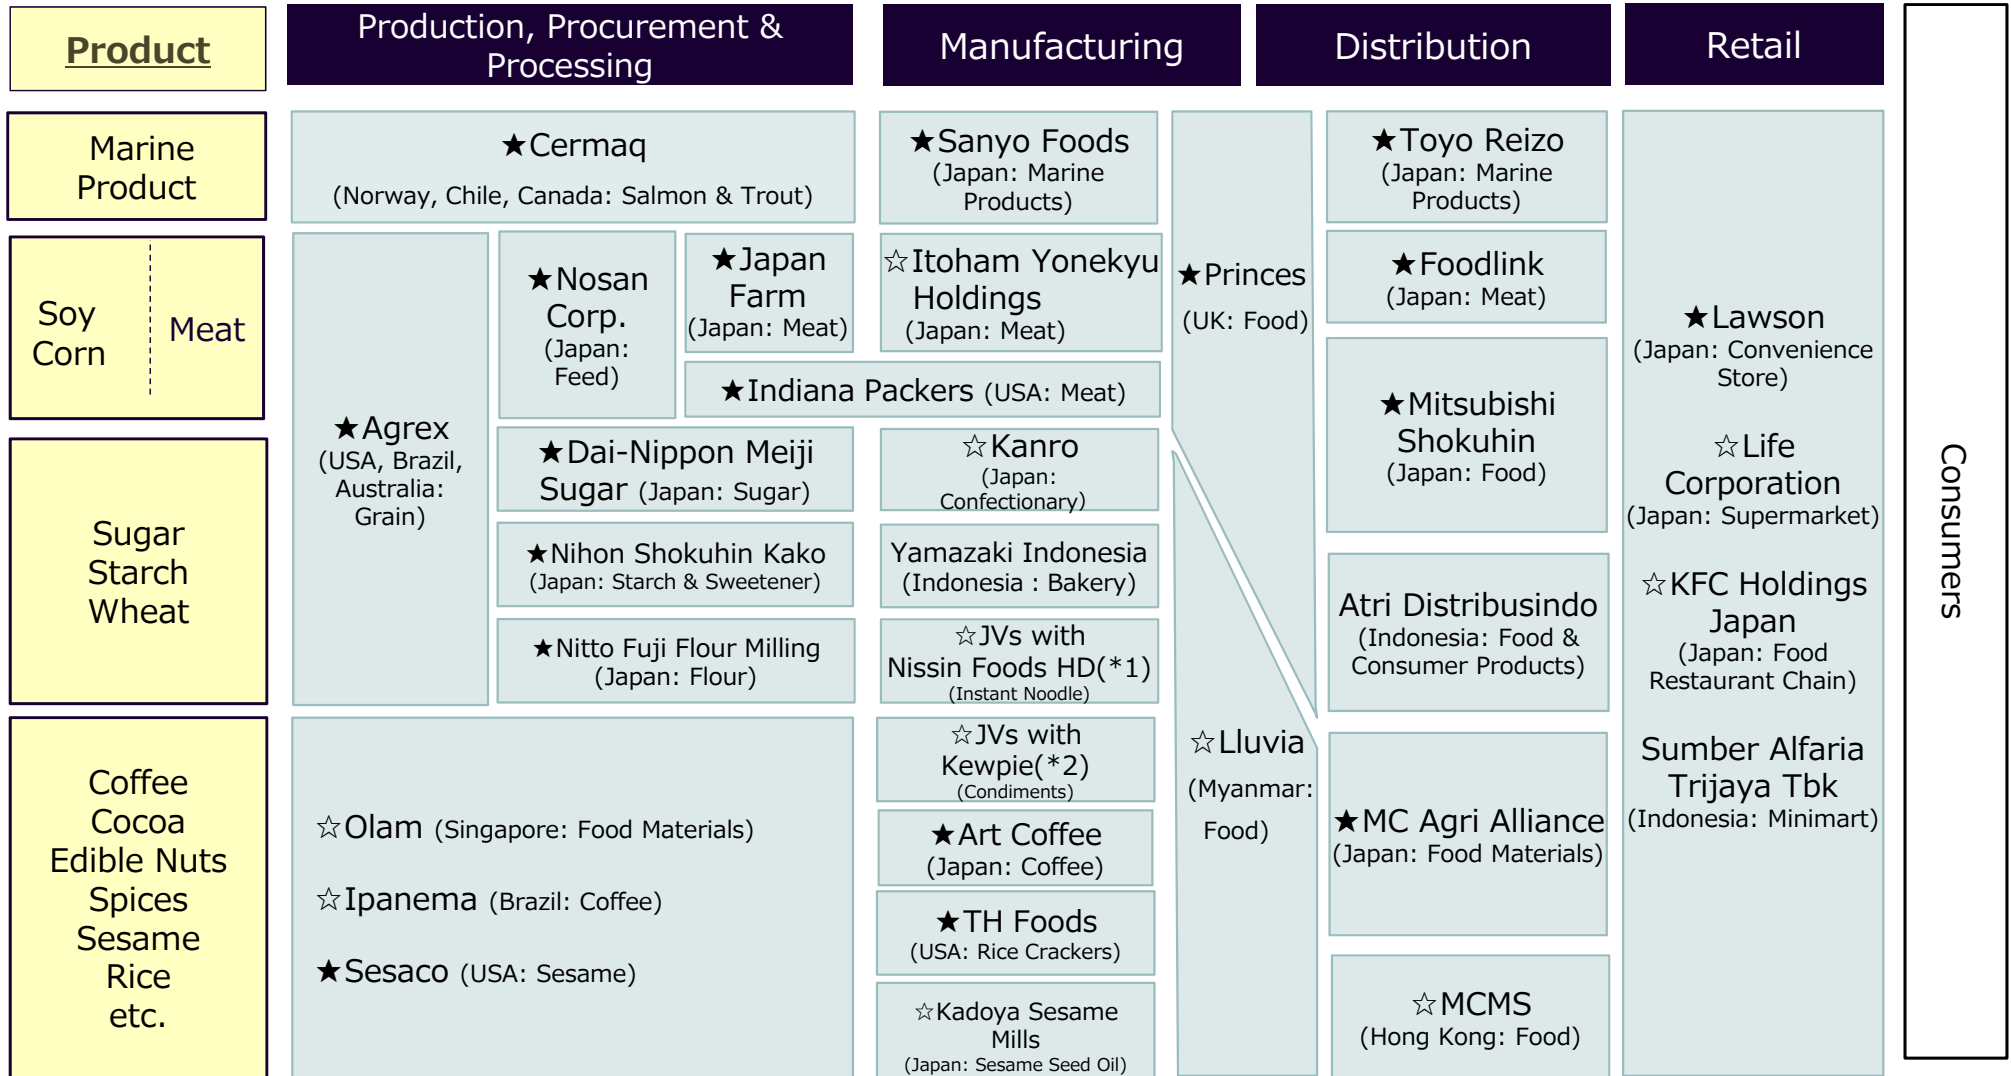 Product
Production, Procurement &
Processing
Manufacturing
Distribution
Retail
Marine
Product
★Cermaq
(Norway, Chile, Canada: Salmon & Trout)
★Sanyo Foods
(Japan: Marine
Products)
★Toyo Reizo
(Japan: Marine
Products)
Soy
Corn
Meat
★Agrex
(USA, Brazil,
Australia:
Grain)
★Nosan
Corp.
(Japan:
Feed)
★Japan
Farm
(Japan: Meat)
☆Itoham Yonekyu
Holdings
(Japan: Meat)
★Indiana Packers (USA: Meat)
★Princes
(UK: Food)
★Foodlink
(Japan: Meat)
★Mitsubishi
Shokuhin
(Japan: Food)
Sugar
Starch
Wheat
★Dai-Nippon Meiji
Sugar (Japan: Sugar)
★Nihon Shokuhin Kako
(Japan: Starch & Sweetener)
★Nitto Fuji Flour Milling
(Japan: Flour)
☆Kanro
(Japan:
Confectionary)
Yamazaki Indonesia
(Indonesia : Bakery)
☆JVs with
Nissin Foods HD(*1)
(Instant Noodle)
Atri Distribusindo
(Indonesia: Food &
Consumer Products)
Coffee
Cocoa
Edible Nuts
Spices
Sesame
Rice
etc.
☆Olam (Singapore: Food Materials)
☆Ipanema (Brazil: Coffee)
★Sesaco (USA: Sesame)
☆JVs with
Kewpie(*2)
(Condiments)
★Art Coffee
(Japan: Coffee)
★TH Foods
(USA: Rice Crackers)
☆Kadoya Sesame
Mills
(Japan: Sesame Seed Oil)
☆Lluvia
(Myanmar:
Food)
★MC Agri Alliance
(Japan: Food Materials)
☆MCMS
(Hong Kong: Food)
★Lawson
(Japan: Convenience
Store)
☆Life
Corporation
(Japan: Supermarket)
☆KFC Holdings
Japan
(Japan: Food
Restaurant Chain)
Sumber Alfaria
Trijaya Tbk
(Indonesia: Minimart)
Consumers